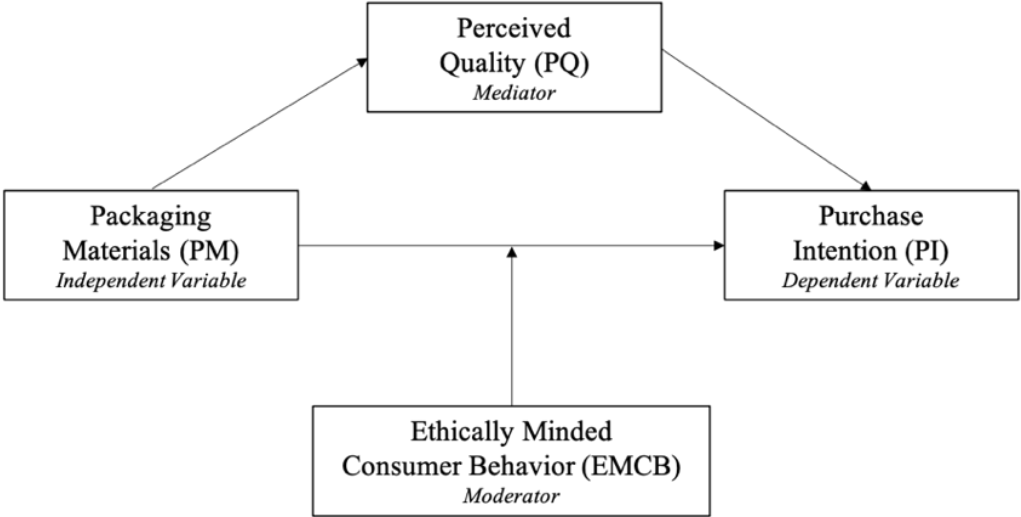 Perceived
Quality (PQ)
Mediator
Packaging
Materials (PM)
Independent Variable
Purchase
Intention (PI)
Dependent Variable
Ethically Minded
Consumer Behavior (EMCB)
Moderator